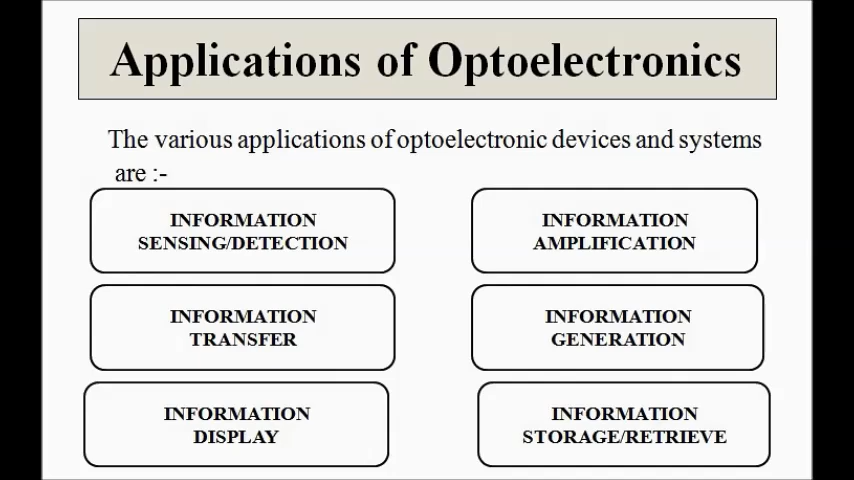 Applications of Optoelectronics
The various applications of optoelectronic devices and systems
are :-
INFORMATION
SENSING/DETECTION
INFORMATION
AMPLIFICATION
INFORMATION
TRANSFER
INFORMATION
GENERATION
INFORMATION
DISPLAY
INFORMATION
STORAGE/RETRIEVE